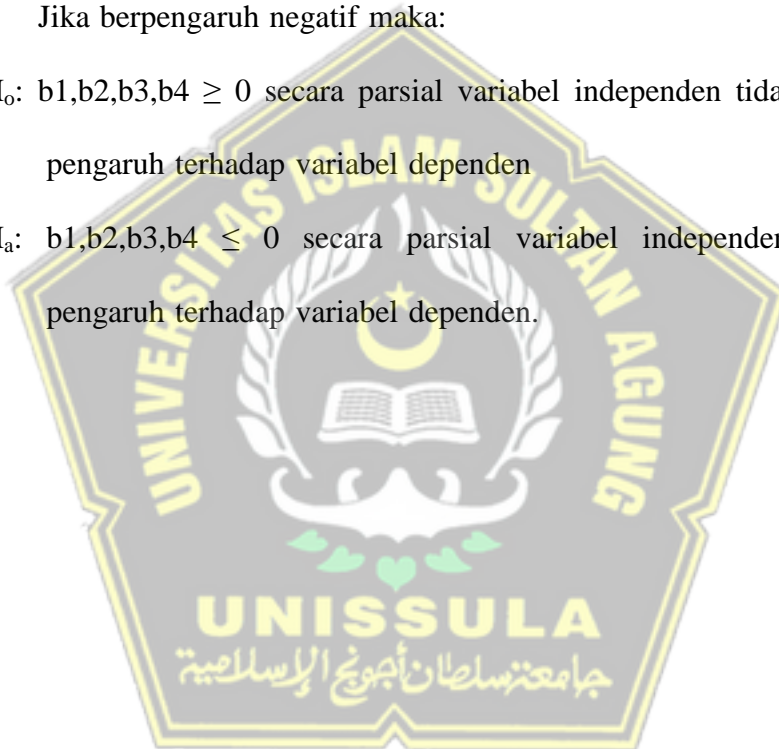 Jika berpengaruh negatif maka:
ₒ: b1,b2,b3,b4 ≥ 0 secara parsial variabel independen
pengaruh terhadap variabel dependen
ₐ: b1,b2,b3,b4 ≤ 0 secara parsial variabel independen
pengaruh terhadap variabel dependen.
UNIVERSITAS ISLAM SULTAN AGUNG
UNISSULA
جامعة سلطان أجونج الإسلامية